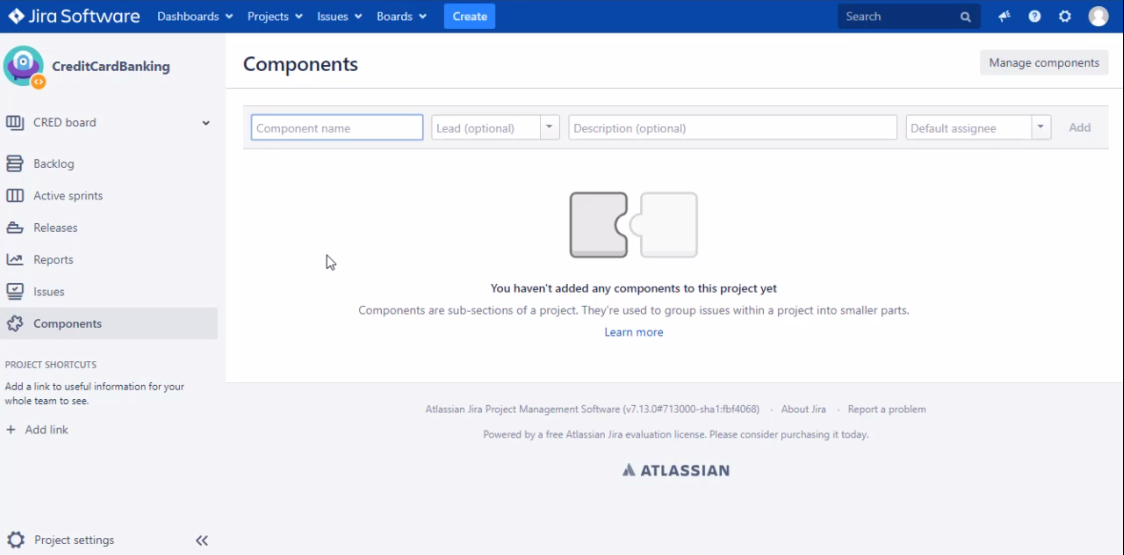 Jira Software Dashboards Projects Issues Boards Create Search
CreditCardBanking
CRED board
Backlog
Active sprints
Releases
Reports
Issues
Components
PROJECT SHORTCUTS
Add a link to useful information for your
whole team to see.
+ Add link
Project settings
Components Manage components
Component name Lead (optional) Description (optional) Default assignee Add
You haven't added any components to this project yet
Components are sub-sections of a project. They're used to group issues within a project into smaller parts.
Learn more
Atlassian Jira Project Management Software (v7.13.0#713000-sha1:fbf4068) · About Jira · Report a problem
Powered by a free Atlassian Jira evaluation license. Please consider purchasing it today.
ATLASSIAN